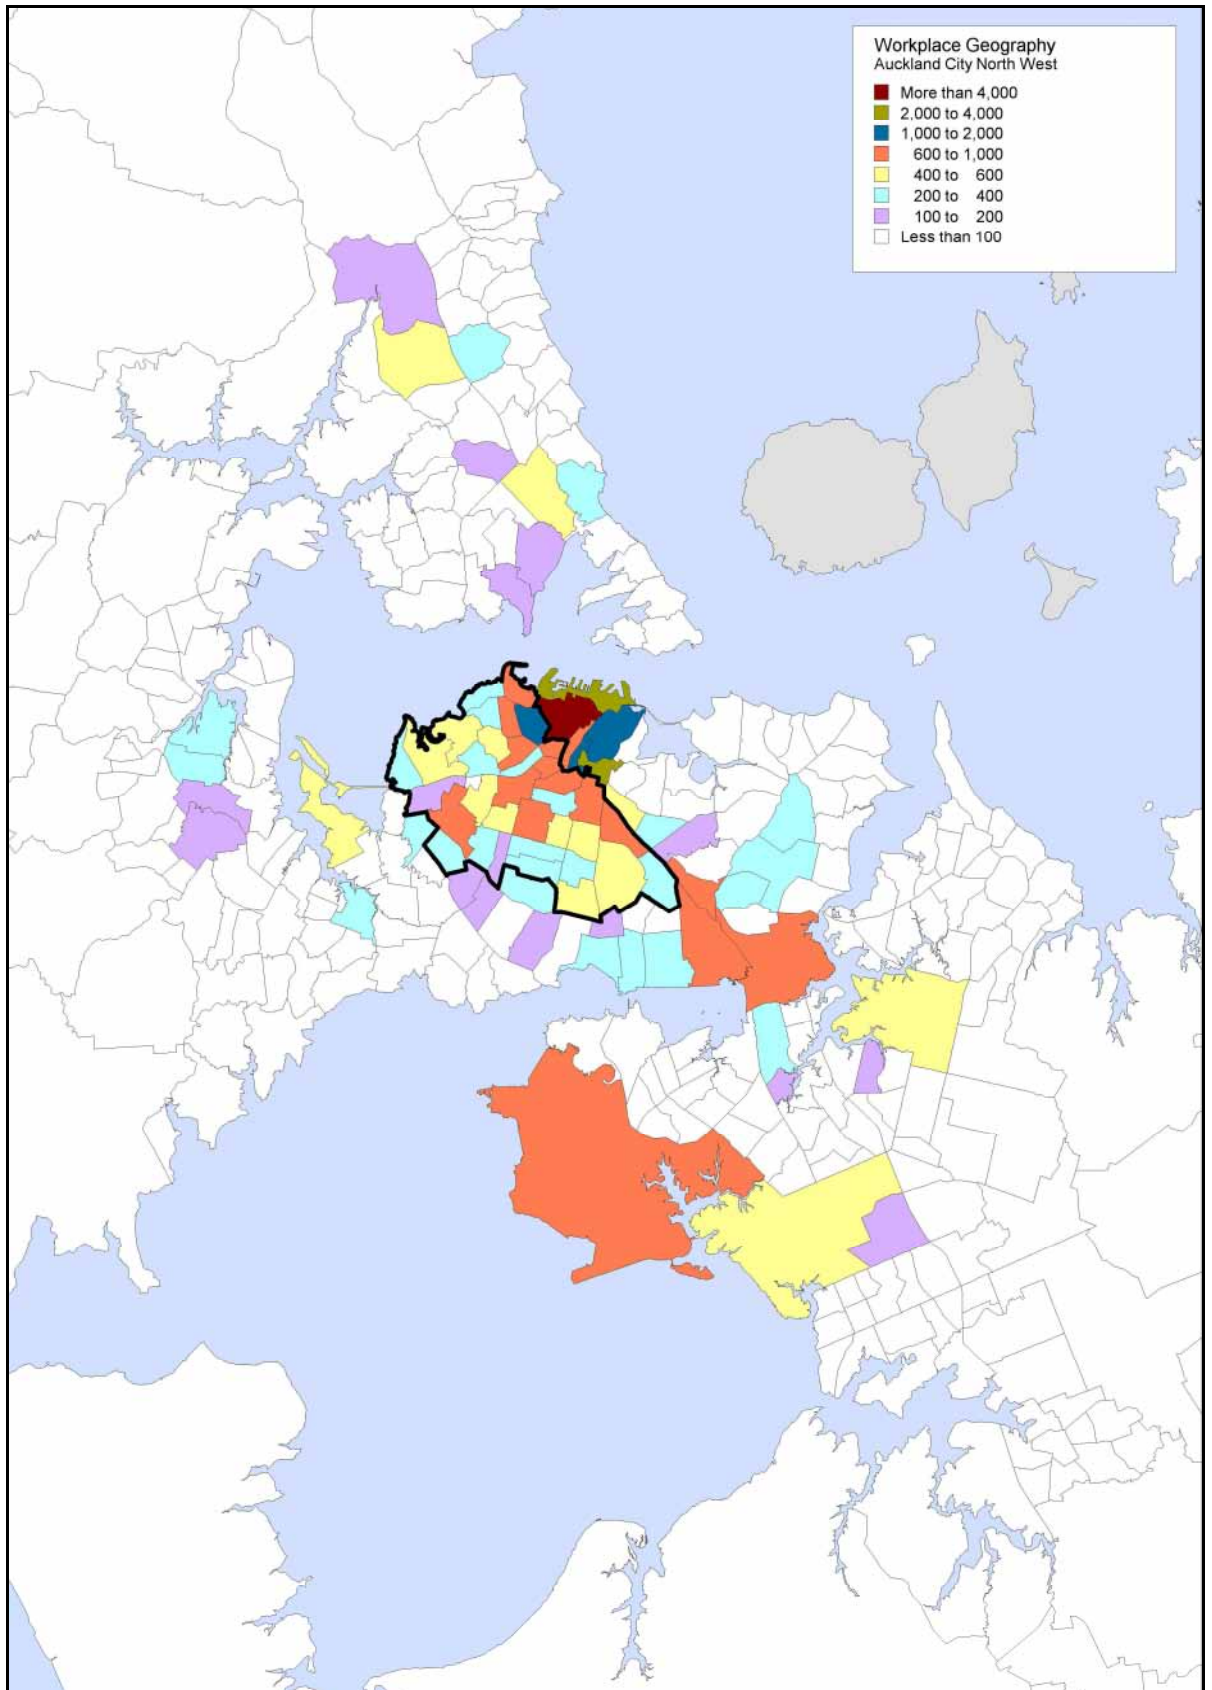 Workplace Geography
Auckland City North West
More than 4,000
2,000 to 4,000
1,000 to 2,000
600 to 1,000
400 to 600
200 to 400
100 to 200
Less than 100